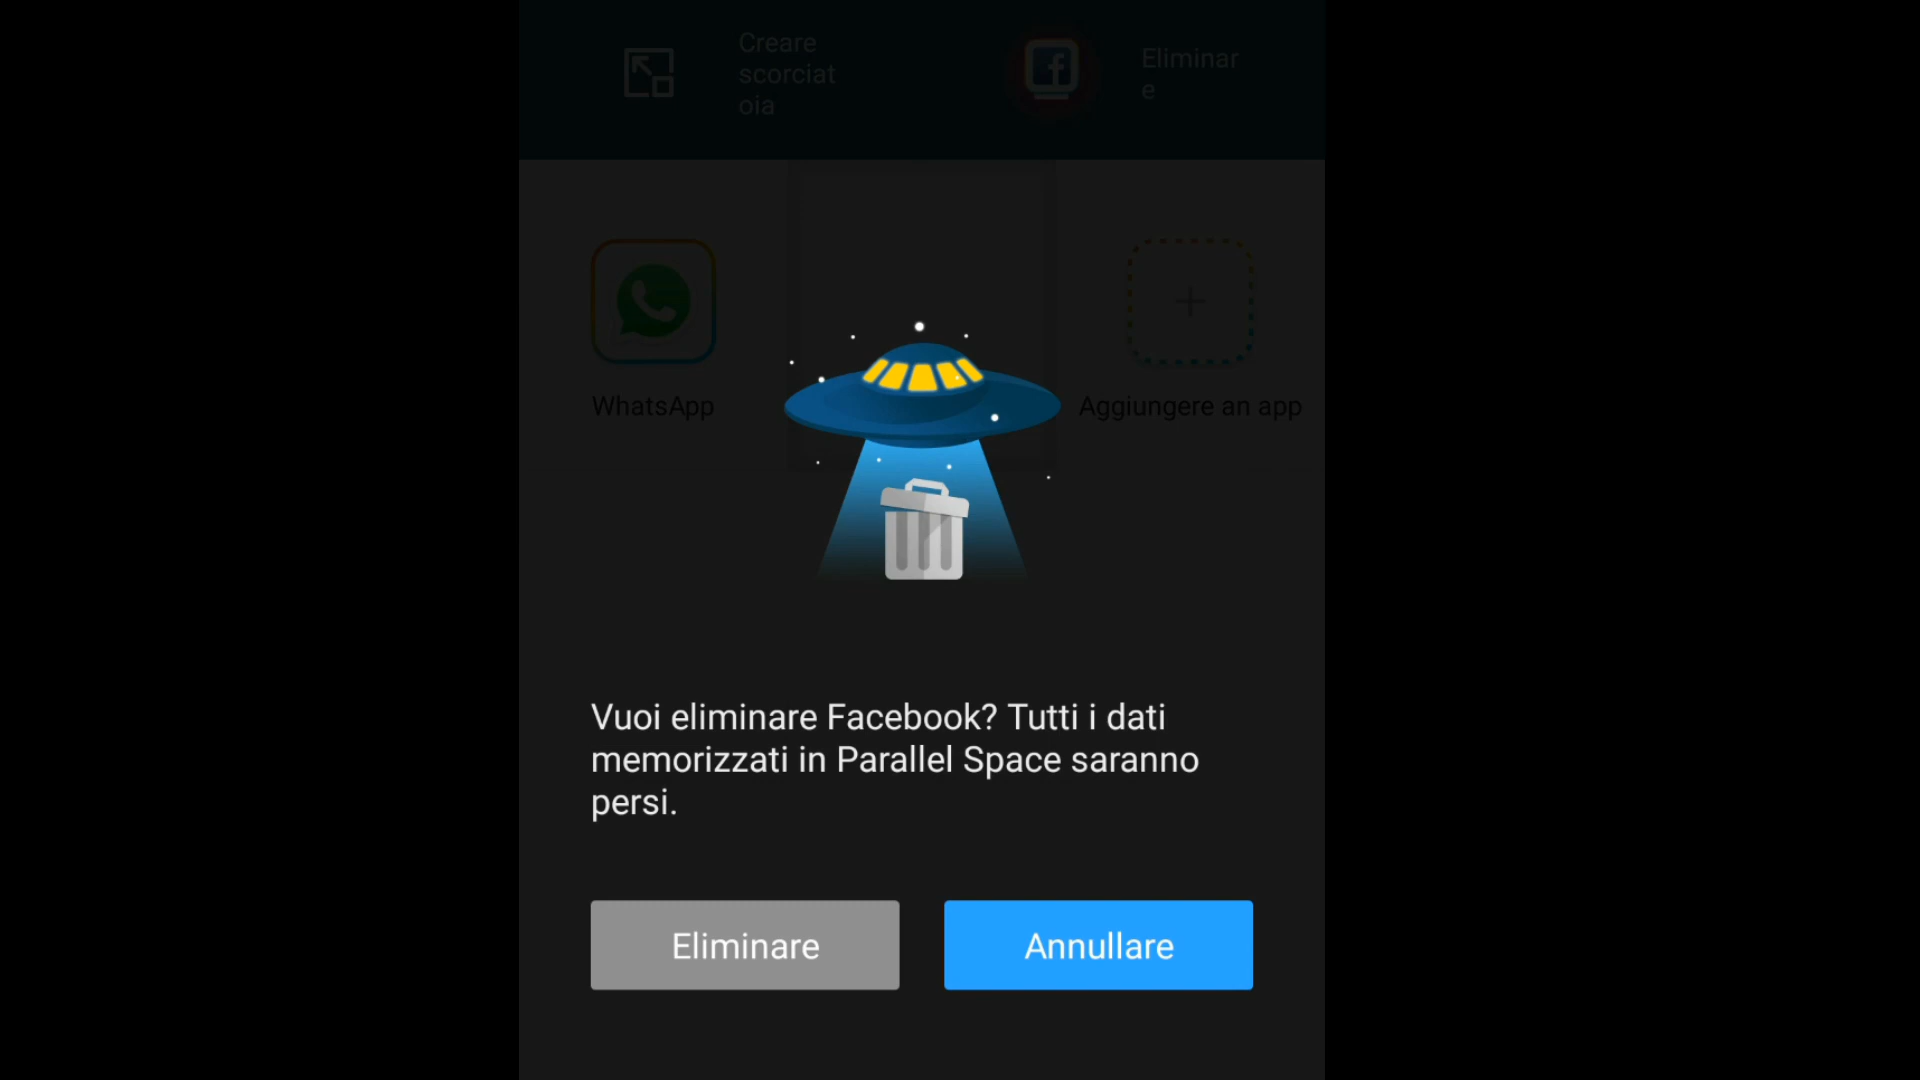 Creare
scorciat
oia
Eliminar
e
WhatsApp
Aggiungere an app
Vuoi eliminare Facebook? Tutti i dati
memorizzati in Parallel Space saranno
persi.
Eliminare
Annullare